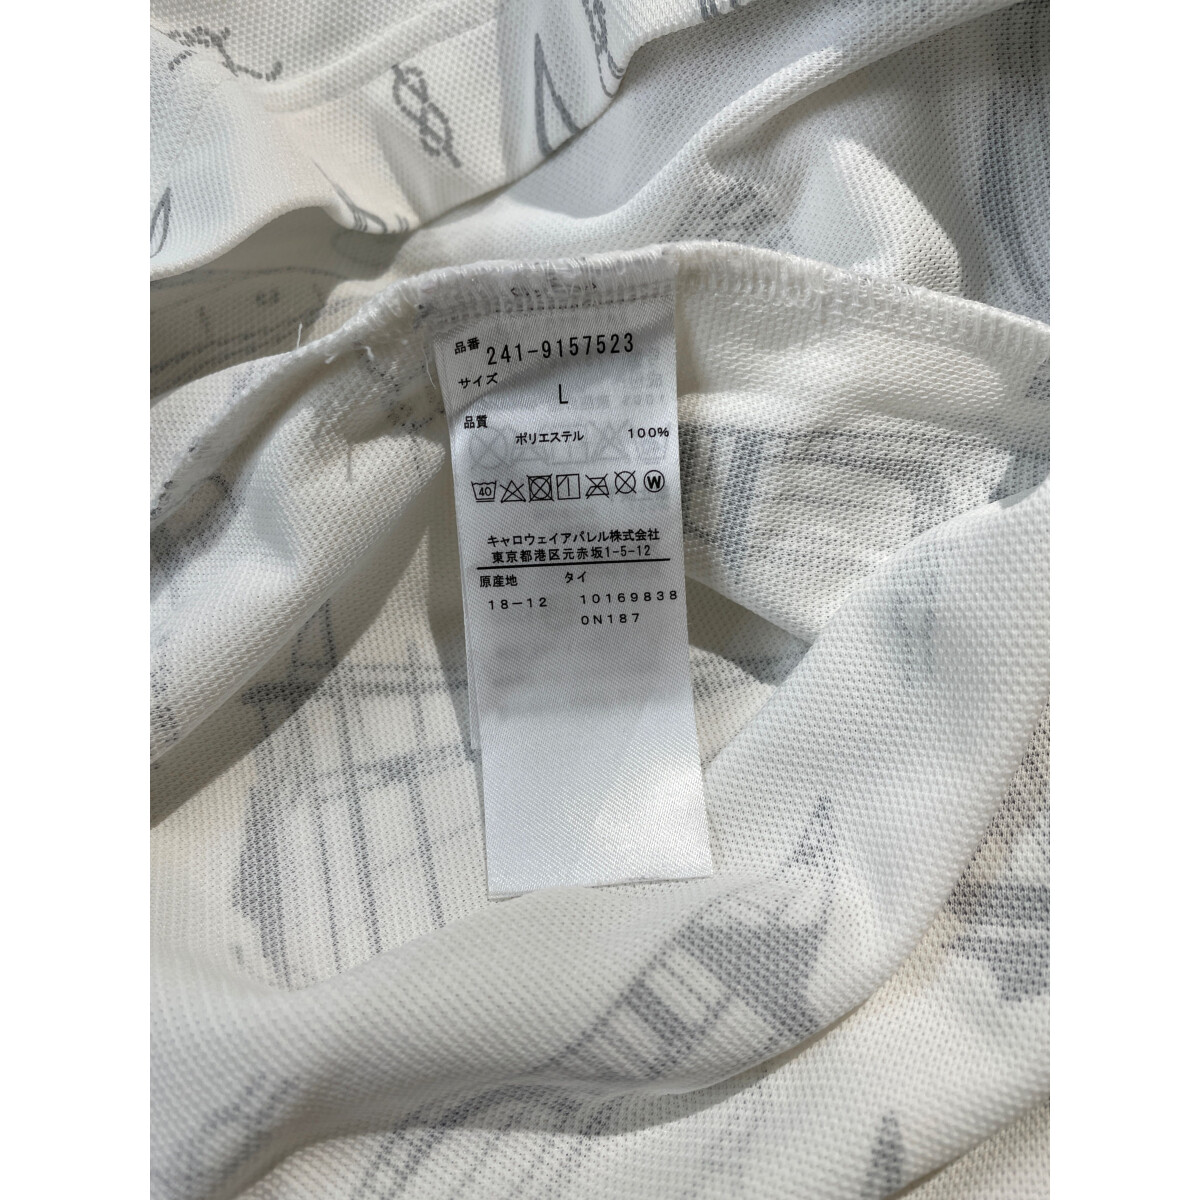 品番 241-9157523
サイズ
L
品質
ポリエステル 100%
40 W
キャロウェイアパレル株式会社
東京都港区元赤坂1-5-12
原産地 タイ
18-12 10169838
0N187